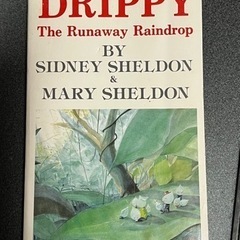 DRIPPY
The Runaway Raindrop
BY
SIDNEY SHELDON
&
MARY SHELDON